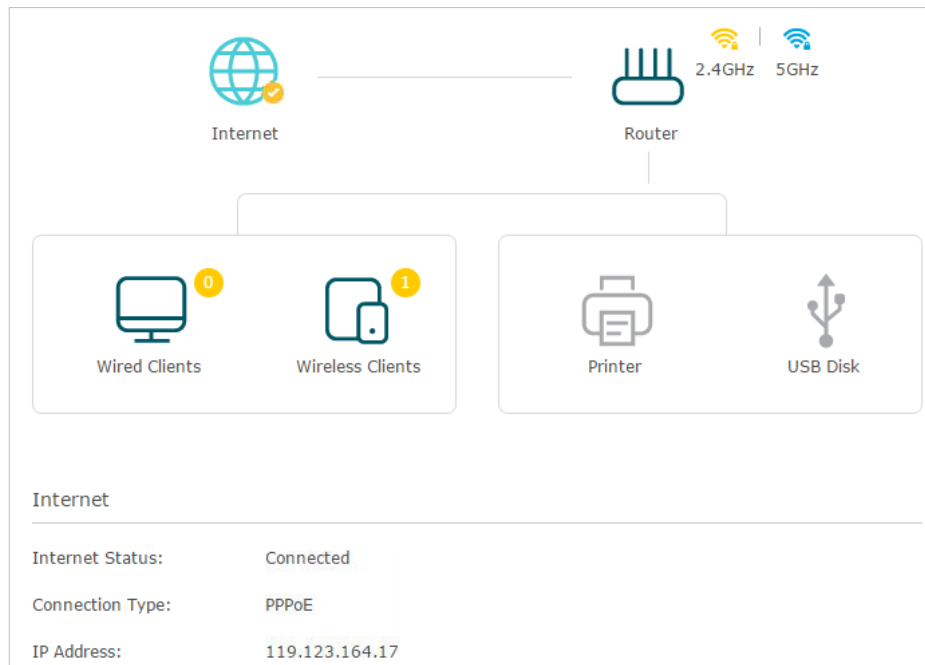 2.4GHz 5GHz
Internet Router
0 1
Wired Clients Wireless Clients Printer USB Disk
Internet
Internet Status: Connected
Connection Type: PPPoE
IP Address: 119.123.164.17